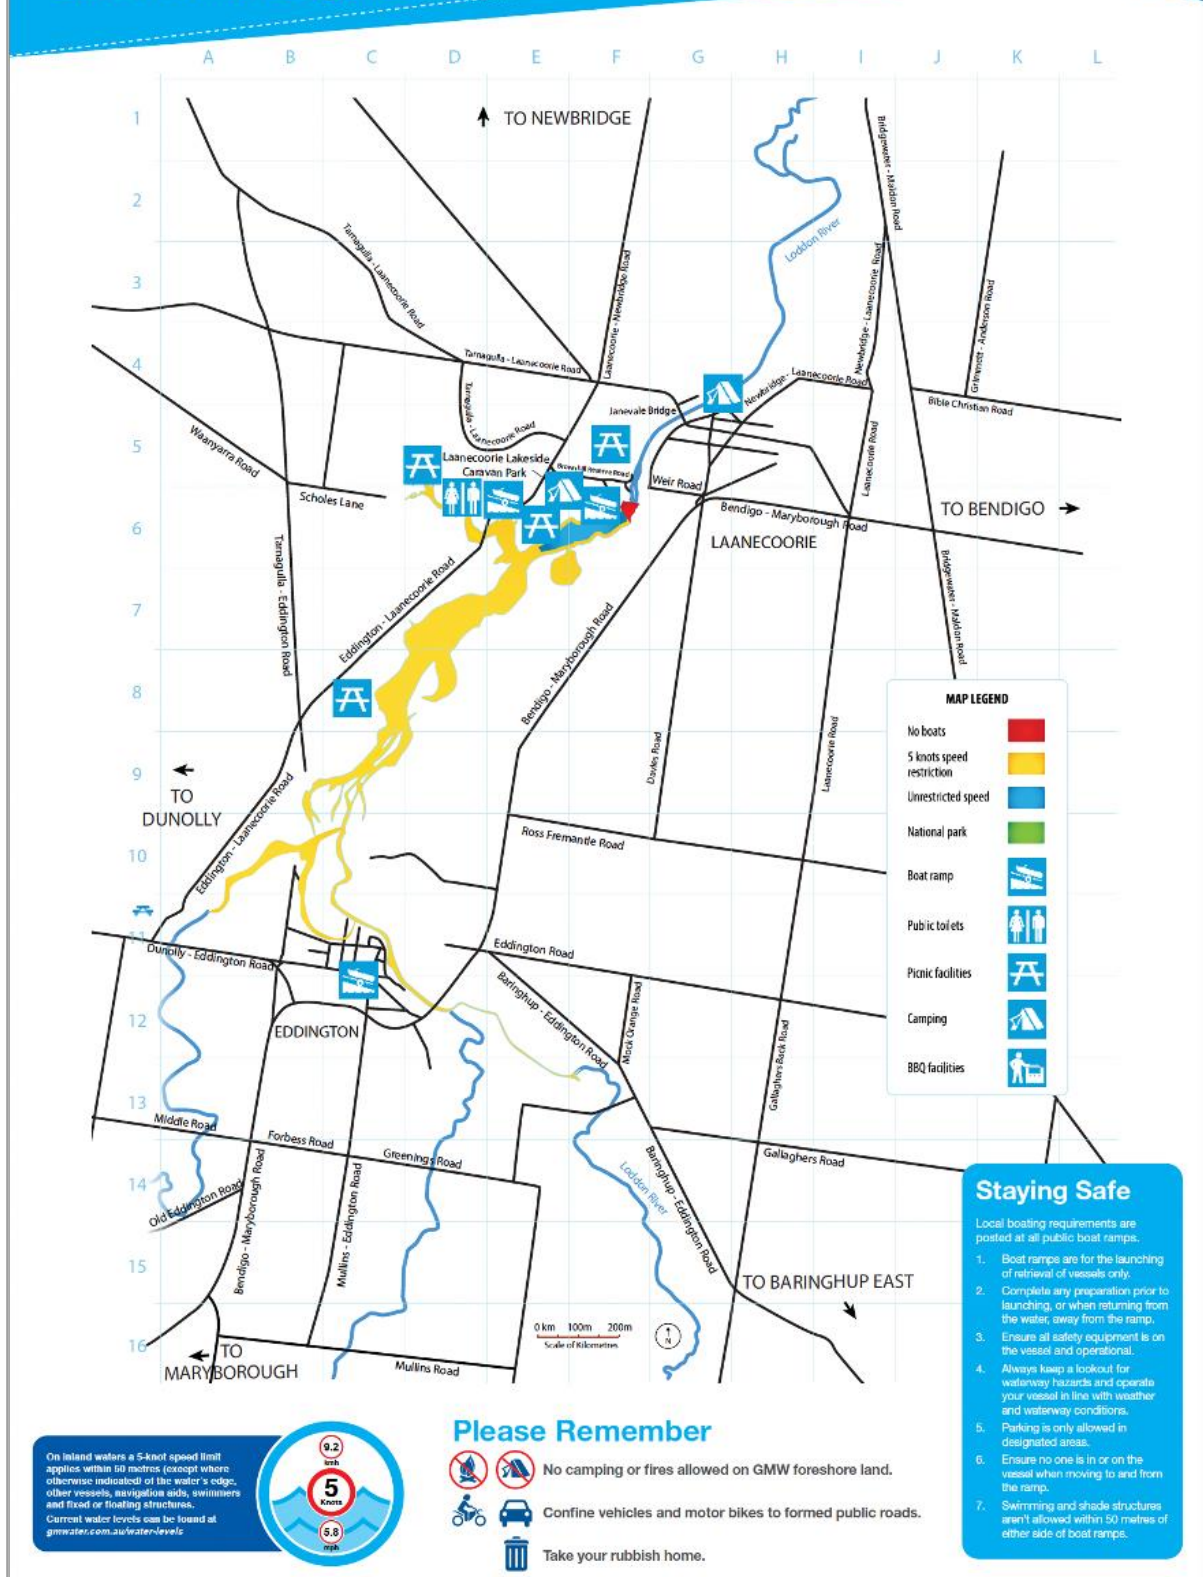 A B C D E F G H I J K L
1
2
3
4
5
6
7
8
9
10
11
12
13
14
15
16
TO NEWBRIDGE
Bridgewater - Maldon Road
Loddon River
Tarnagulla - Laanecoorie Road
Laanecoorie - Newbridge Road
Newbridge - Laanecoorie Road
Grimmett - Anderson Road
Tarnagulla - Laanecoorie Road
Newbridge - Laanecoorie Road
Janevale Bridge
Bible Christian Road
Tarnagulla - Laanecoorie Road
Waanyarra Road
Laanecoorie Lakeside
Caravan Park
Brownhill Reserve Road
Laanecoorie Road
Weir Road
Scholes Lane
Bendigo - Maryborough Road
TO BENDIGO
LAANECOORIE
Tarnagulla - Eddington Road
Eddington - Laanecoorie Road
Bridgewater - Maldon Road
Bendigo - Maryborough Road
Davies Road
Laanecoorie Road
MAP LEGEND
No boats
5 knots speed
restriction
Unrestricted speed
National park
Boat ramp
Public toilets
Picnic facilities
Camping
BBQ facilities
TO
DUNOLLY
Eddington - Laanecoorie Road
Ross Fremantle Road
Dunolly - Eddington Road
Eddington Road
Baringhup - Eddington Road
Mock Orange Road
EDDINGTON
Gallaghers Back Road
Middle Road
Forbess Road
Greenings Road
Gallaghers Road
Old Eddington Road
Bendigo - Maryborough Road
Mullins - Eddington Road
Loddon River
Baringhup - Eddington Road
TO BARINGHUP EAST
0 km 100m 200m
Scale of Kilometres
N
TO
MARYBOROUGH
Mullins Road
Staying Safe
Local boating requirements are
posted at all public boat ramps.
1. Boat ramps are for the launching
of retrieval of vessels only.
2. Complete any preparation prior to
launching, or when returning from
the water, away from the ramp.
3. Ensure all safety equipment is on
the vessel and operational.
4. Always keep a lookout for
waterway hazards and operate
your vessel in line with weather
and waterway conditions.
5. Parking is only allowed in
designated areas.
6. Ensure no one is in or on the
vessel when moving to and from
the ramp.
7. Swimming and shade structures
aren't allowed within 50 metres of
either side of boat ramps.
On inland waters a 5-knot speed limit
applies within 50 metres (except where
otherwise indicated) of the water's edge,
other vessels, navigation aids, swimmers
and fixed or floating structures.
Current water levels can be found at
gmwater.com.au/water-levels
9.2
kmh
5
Knots
5.8
mph
Please Remember
No camping or fires allowed on GMW foreshore land.
Confine vehicles and motor bikes to formed public roads.
Take your rubbish home.